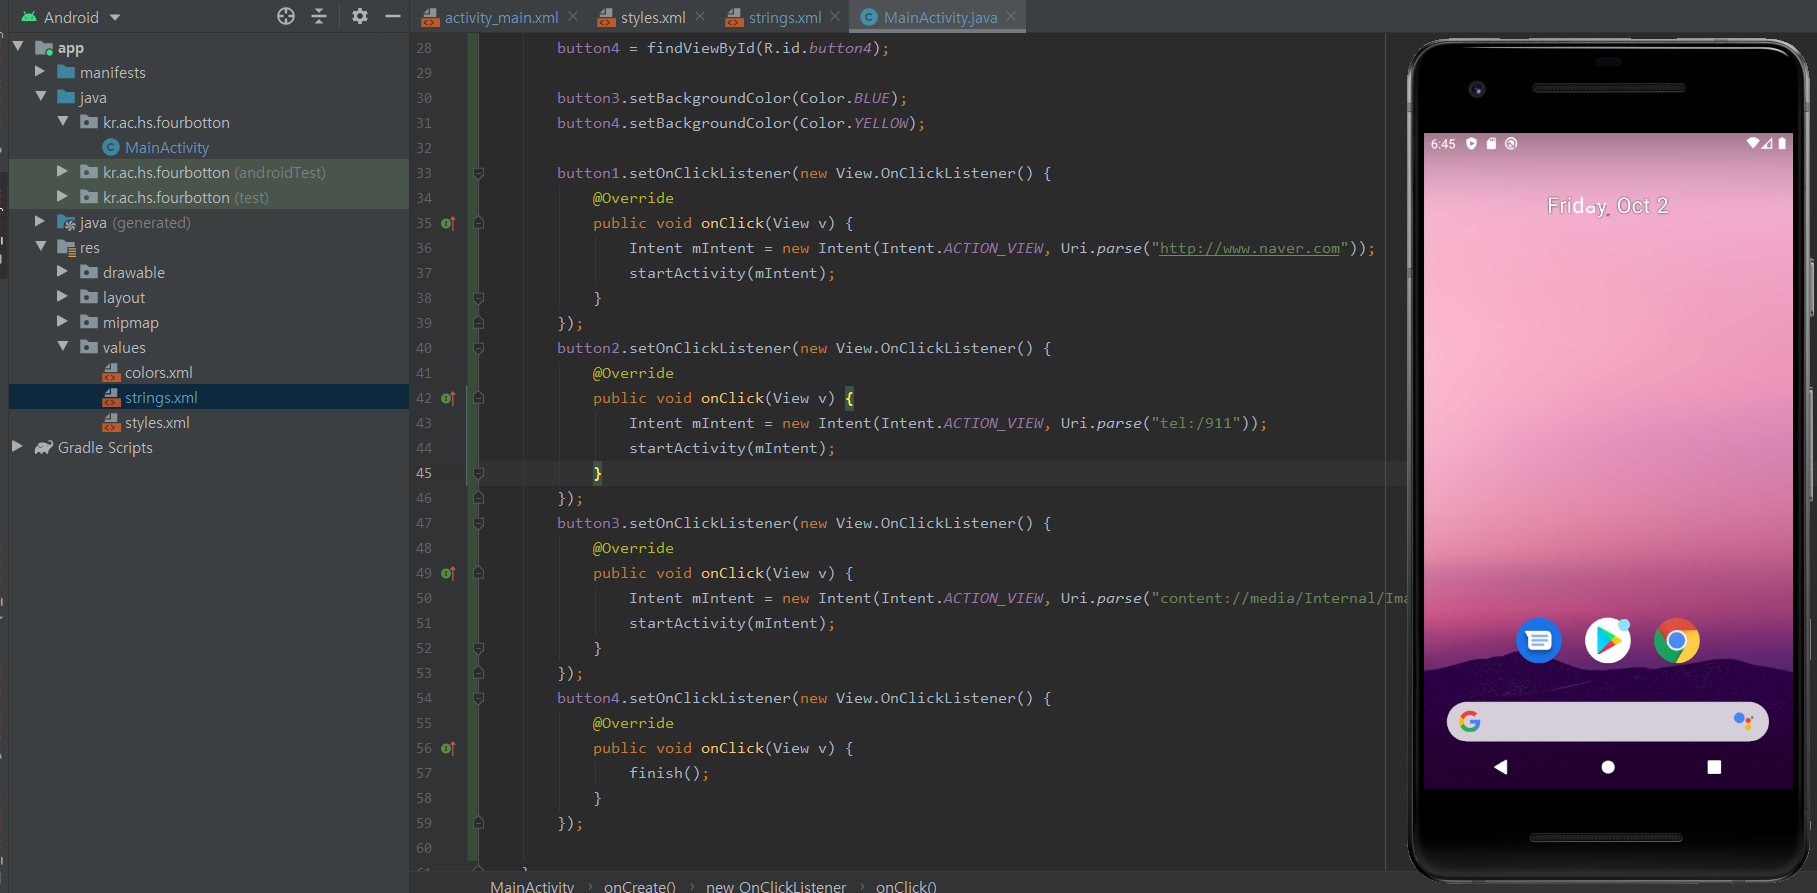 Android
app
manifests
java
kr.ac.hs.fourbotton
MainActivity
kr.ac.hs.fourbotton (androidTest)
kr.ac.hs.fourbotton (test)
java (generated)
res
drawable
layout
mipmap
values
colors.xml
strings.xml
styles.xml
Gradle Scripts
activity_main.xml
styles.xml
strings.xml
MainActivity.java
28 button4 = findViewById(R.id.button4);
29
30 button3.setBackgroundColor(Color.BLUE);
31 button4.setBackgroundColor(Color.YELLOW);
32
33 button1.setOnClickListener(new View.OnClickListener() {
34 @Override
35 public void onClick(View v) {
36 Intent mIntent = new Intent(Intent.ACTION_VIEW, Uri.parse("http://www.naver.com"));
37 startActivity(mIntent);
38 }
39 });
40 button2.setOnClickListener(new View.OnClickListener() {
41 @Override
42 public void onClick(View v) {
43 Intent mIntent = new Intent(Intent.ACTION_VIEW, Uri.parse("tel:/911"));
44 startActivity(mIntent);
45 }
46 });
47 button3.setOnClickListener(new View.OnClickListener() {
48 @Override
49 public void onClick(View v) {
50 Intent mIntent = new Intent(Intent.ACTION_VIEW, Uri.parse("content://media/Internal/Ima
51 startActivity(mIntent);
52 }
53 });
54 button4.setOnClickListener(new View.OnClickListener() {
55 @Override
56 public void onClick(View v) {
57 finish();
58 }
59 });
60
MainActivity › onCreate() › new OnClickListener › onClick()
6:45
Friday, Oct 2